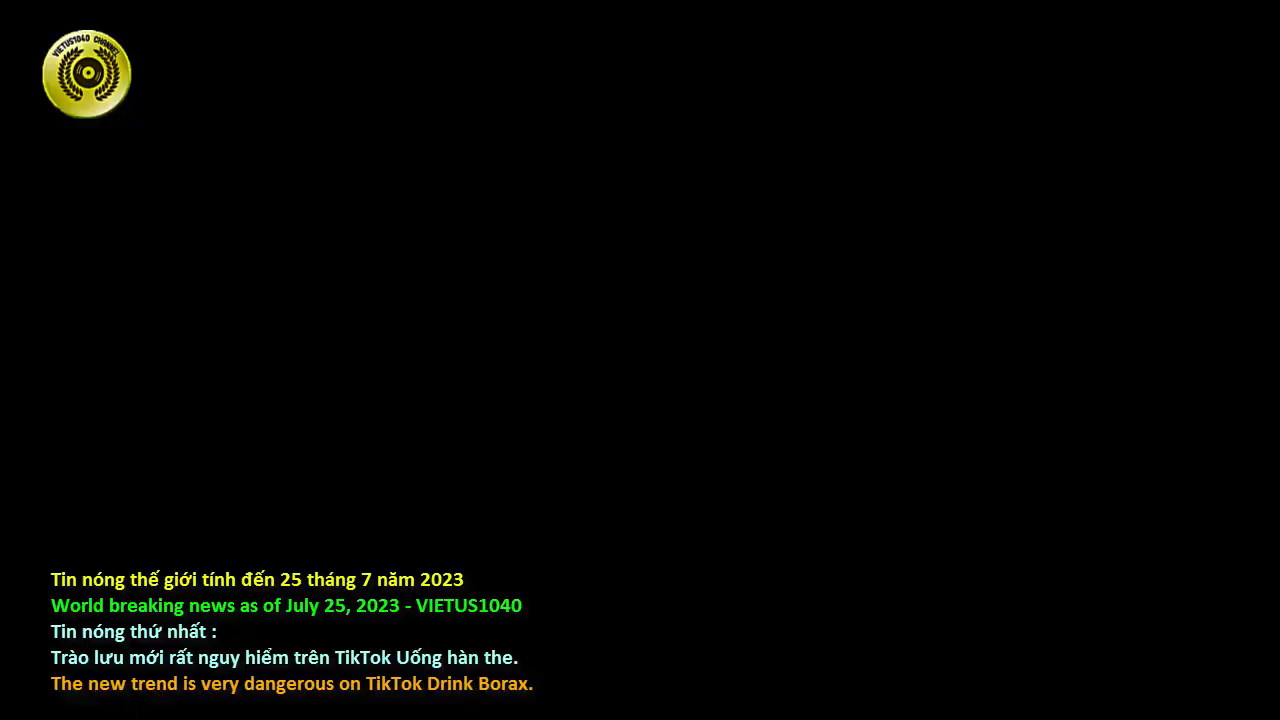 VIETUS1040 CHANNEL
Tin nóng thế giới tính đến 25 tháng 7 năm 2023
World breaking news as of July 25, 2023 - VIETUS1040
Tin nóng thứ nhất :
Trào lưu mới rất nguy hiểm trên TikTok Uống hàn the.
The new trend is very dangerous on TikTok Drink Borax.